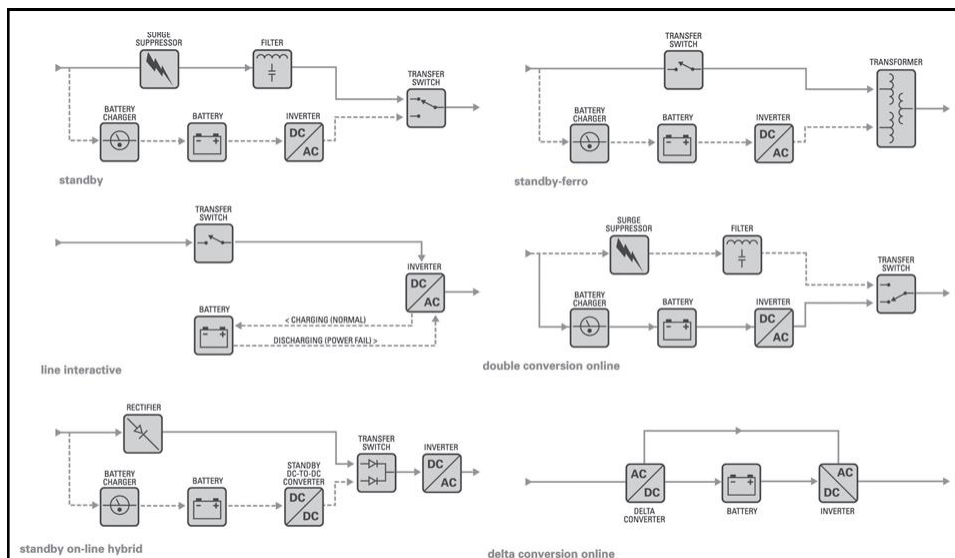 SURGE
SUPPRESSOR
FILTER
TRANSFER
SWITCH
BATTERY
CHARGER
BATTERY
INVERTER
DC
AC
standby
TRANSFER
SWITCH
TRANSFORMER
BATTERY
CHARGER
BATTERY
INVERTER
DC
AC
standby-ferro
TRANSFER
SWITCH
INVERTER
DC
AC
BATTERY
< CHARGING (NORMAL)
DISCHARGING (POWER FAIL) >
line interactive
SURGE
SUPPRESSOR
FILTER
TRANSFER
SWITCH
BATTERY
CHARGER
BATTERY
INVERTER
DC
AC
double conversion online
RECTIFIER
TRANSFER
SWITCH
INVERTER
DC
AC
BATTERY
CHARGER
BATTERY
STANDBY
DC-TO-DC
CONVERTER
DC
DC
standby on-line hybrid
AC
DC
DELTA
CONVERTER
BATTERY
AC
DC
INVERTER
delta conversion online